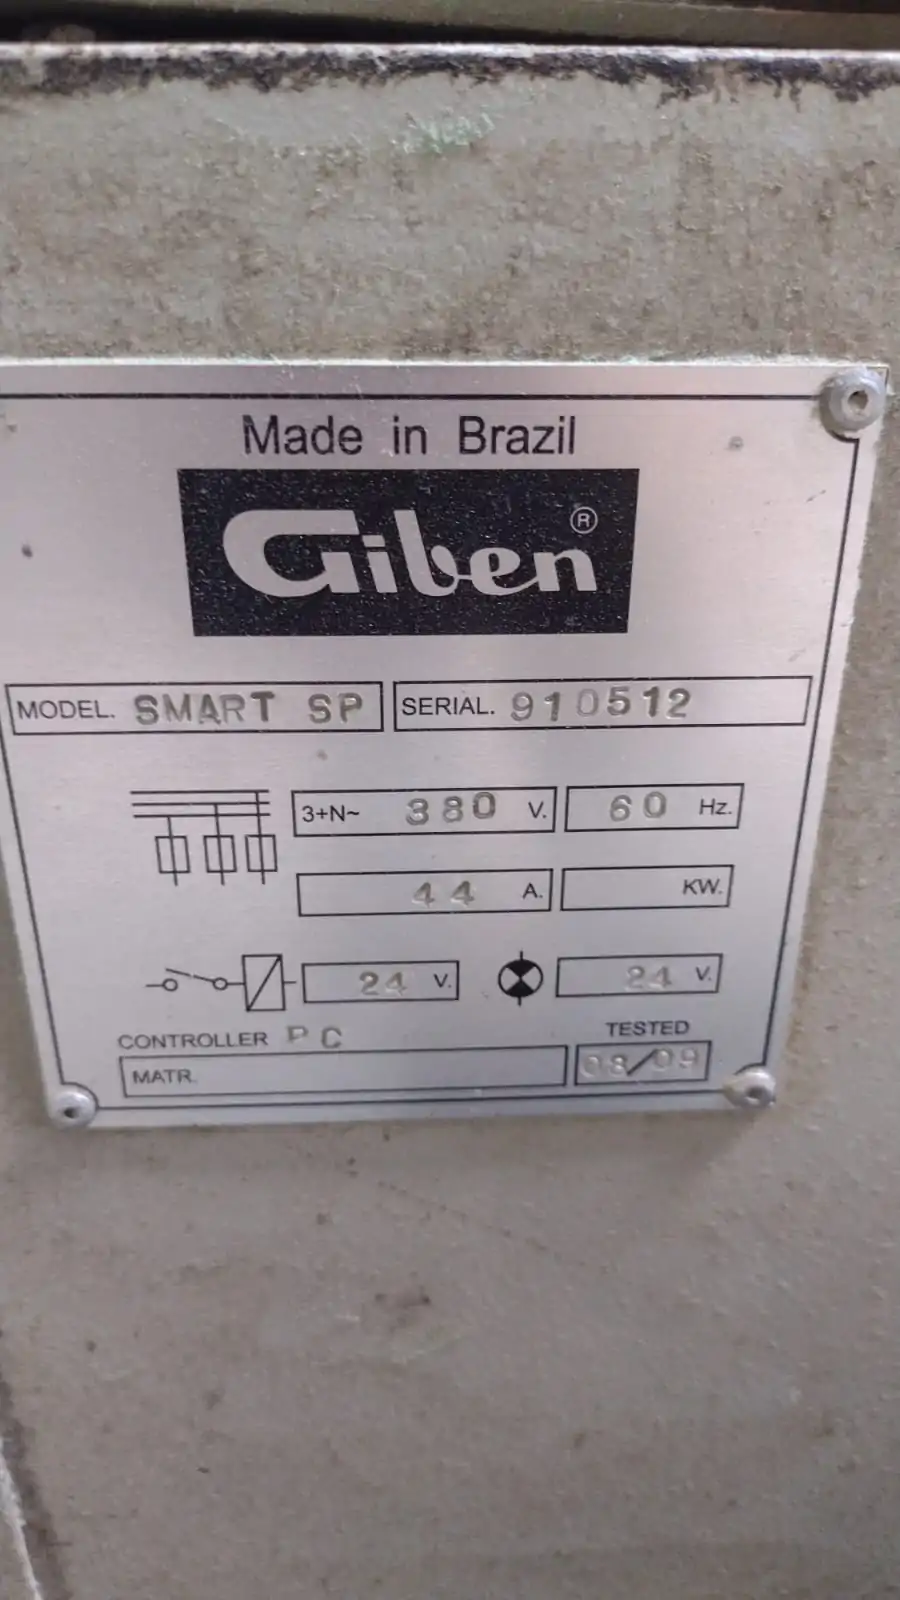 Made in Brazil
Giben ®
MODEL. SMART SP SERIAL. 910512
3+N~ 380 V. 60 Hz.
44 A. KW.
24 V. 24 V.
CONTROLLER PC TESTED
MATR. 08/09